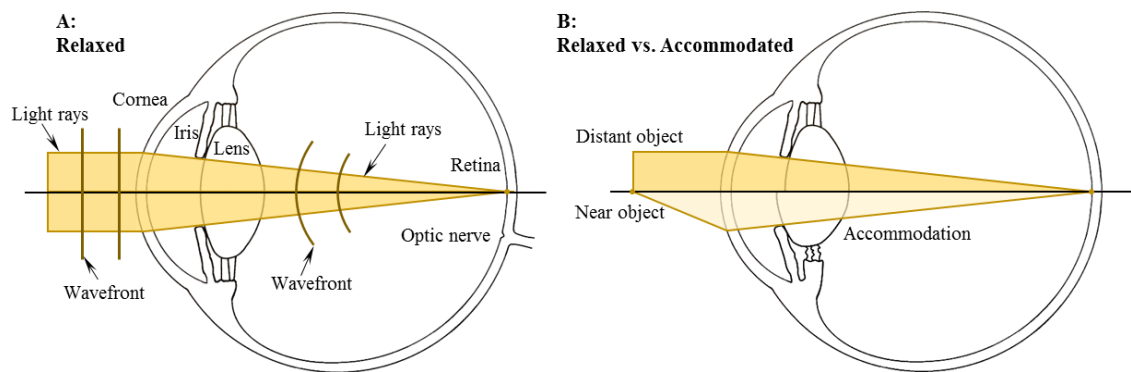 A:
Relaxed
Cornea
Light rays
Iris
Lens
Light rays
Retina
Optic nerve
Wavefront
Wavefront
B:
Relaxed vs. Accommodated
Distant object
Near object
Accommodation